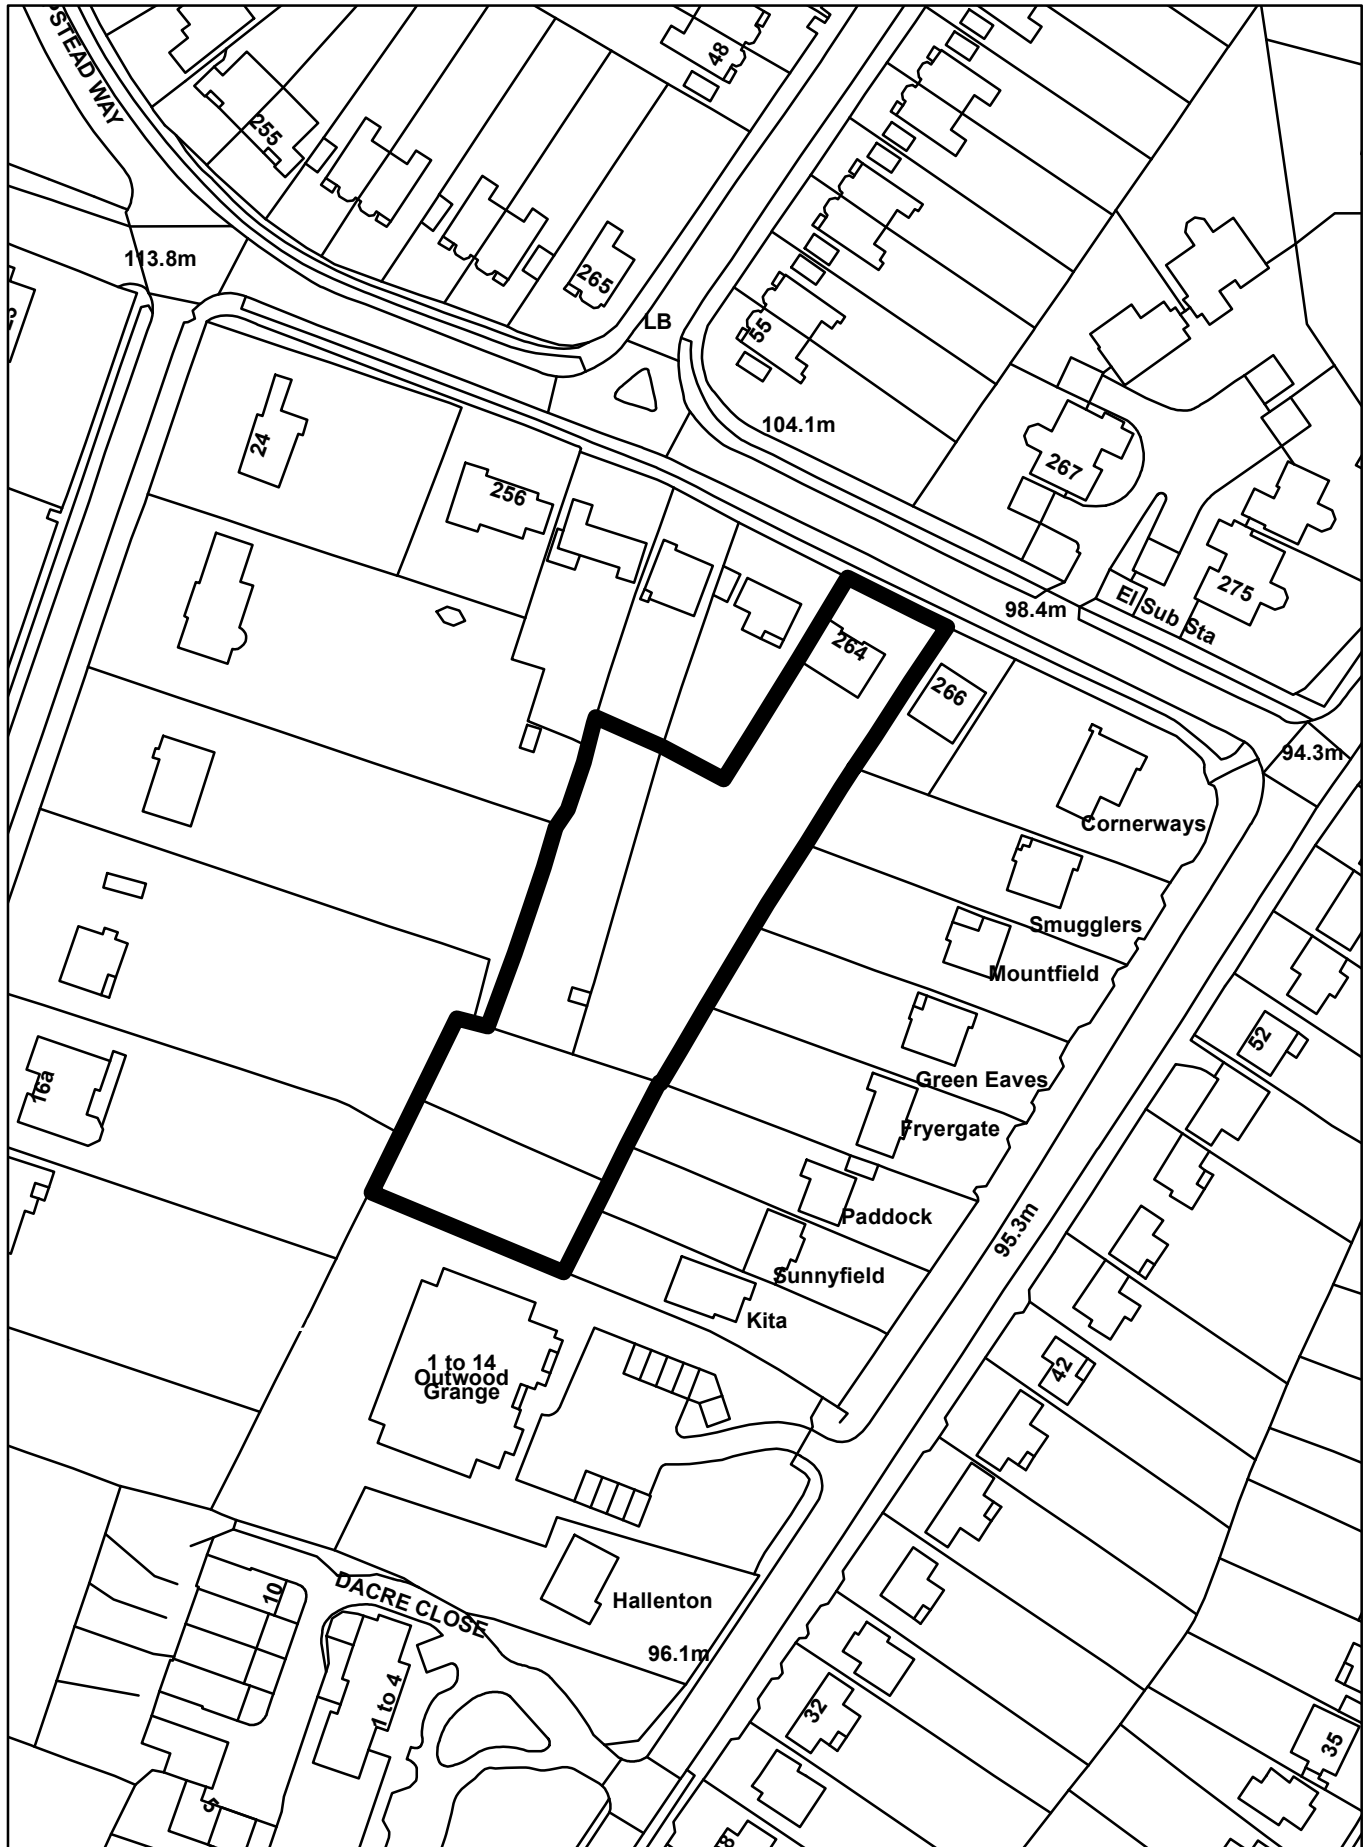 STEAD WAY
48
255
113.8m
265
LB
55
104.1m
24
256
267
275
El Sub Sta
98.4m
264
266
94.3m
Cornerways
Smugglers
Mountfield
52
16a
Green Eaves
Fryergate
Paddock
95.3m
Sunnyfield
Kita
1 to 14
Outwood
Grange
42
10
DACRE CLOSE
Hallenton
96.1m
1 to 4
32
35
5